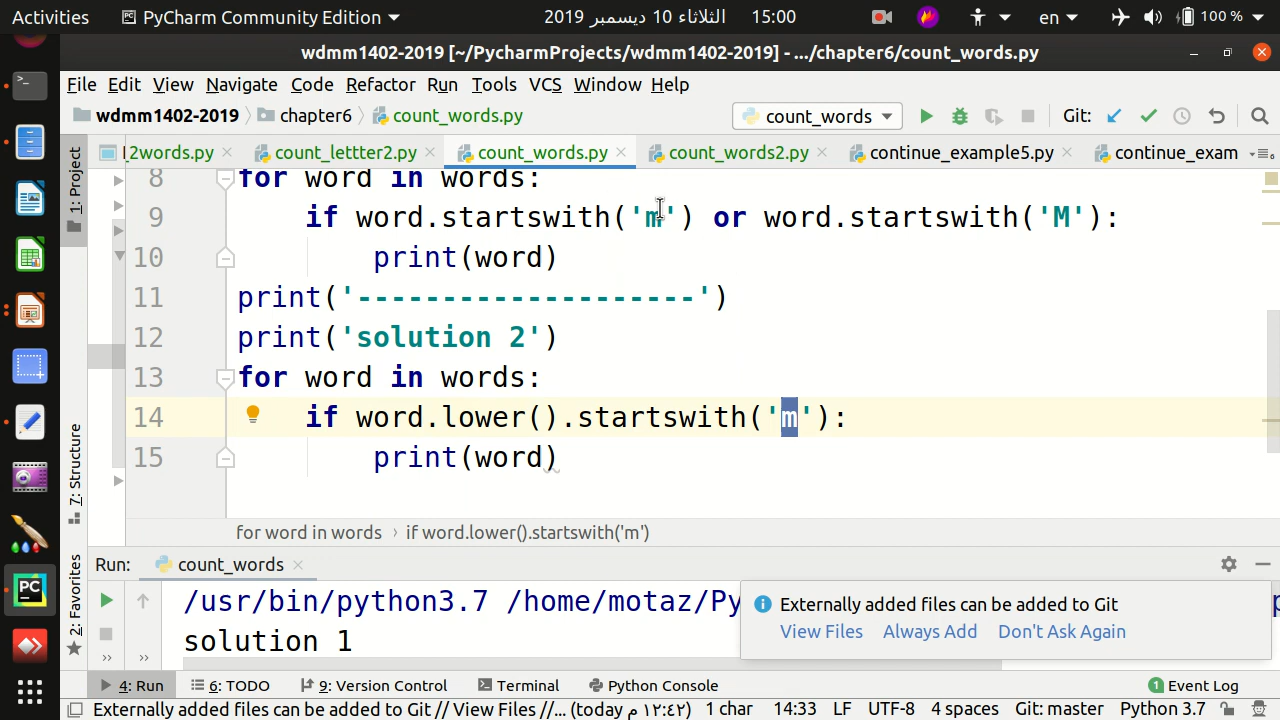 Activities PyCharm Community Edition 15:00 2019 الثلاثاء 10 ديسمبر en 100 %
wdmm1402-2019 [~/PycharmProjects/wdmm1402-2019] - .../chapter6/count_words.py
File Edit View Navigate Code Refactor Run Tools VCS Window Help
wdmm1402-2019 chapter6 count_words.py count_words Git:
l_2words.py count_lettter2.py count_words.py count_words2.py continue_example5.py continue_exam
1: Project
7: Structure
2: Favorites
8 for word in words:
9 if word.startswith('m') or word.startswith('M'):
10 print(word)
11 print('--------------------')
12 print('solution 2')
13 for word in words:
14 if word.lower().startswith('m'):
15 print(word)
for word in words › if word.lower().startswith('m')
Run: count_words
/usr/bin/python3.7 /home/motaz/Py
solution 1
Externally added files can be added to Git
View Files Always Add Don't Ask Again
4: Run 6: TODO 9: Version Control Terminal Python Console 1 Event Log
Externally added files can be added to Git // View Files //... (today م ١٢:٤٢) 1 char 14:33 LF UTF-8 4 spaces Git: master Python 3.7